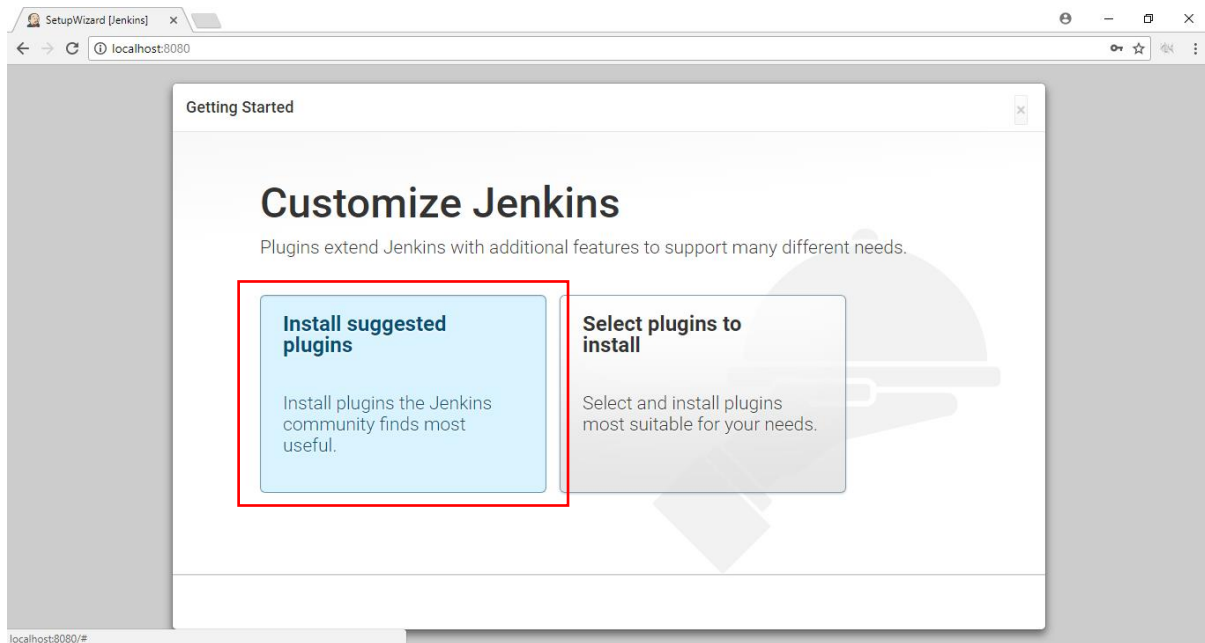 SetupWizard [Jenkins]
localhost:8080
Getting Started
Customize Jenkins
Plugins extend Jenkins with additional features to support many different needs.
Install suggested
plugins
Install plugins the Jenkins
community finds most
useful.
Select plugins to
install
Select and install plugins
most suitable for your needs.
localhost:8080/#